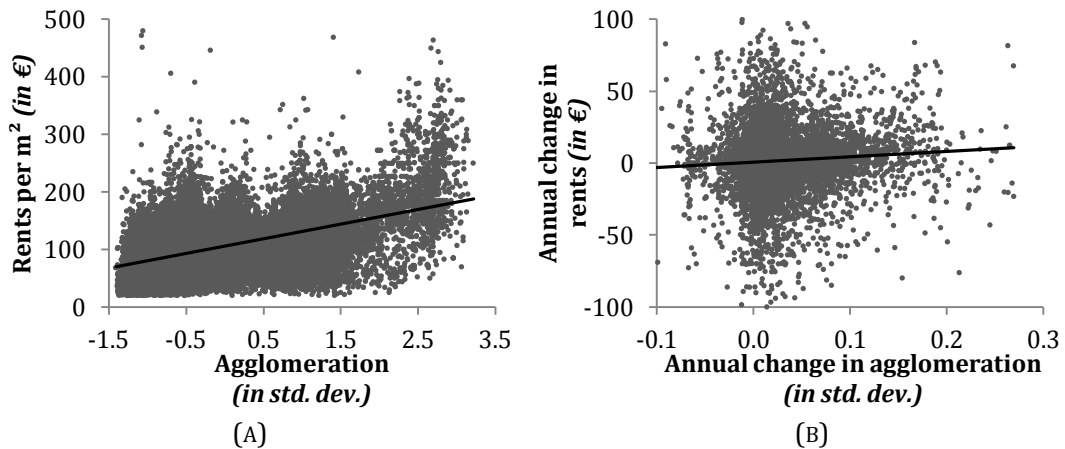 500
400
300
200
100
0
Rents per m² (in €)
-1.5 -0.5 0.5 1.5 2.5 3.5
Agglomeration
(in std. dev.)
(A)
100
50
0
-50
-100
Annual change in
rents (in €)
-0.1 0.0 0.1 0.2 0.3
Annual change in agglomeration
(in std. dev.)
(B)